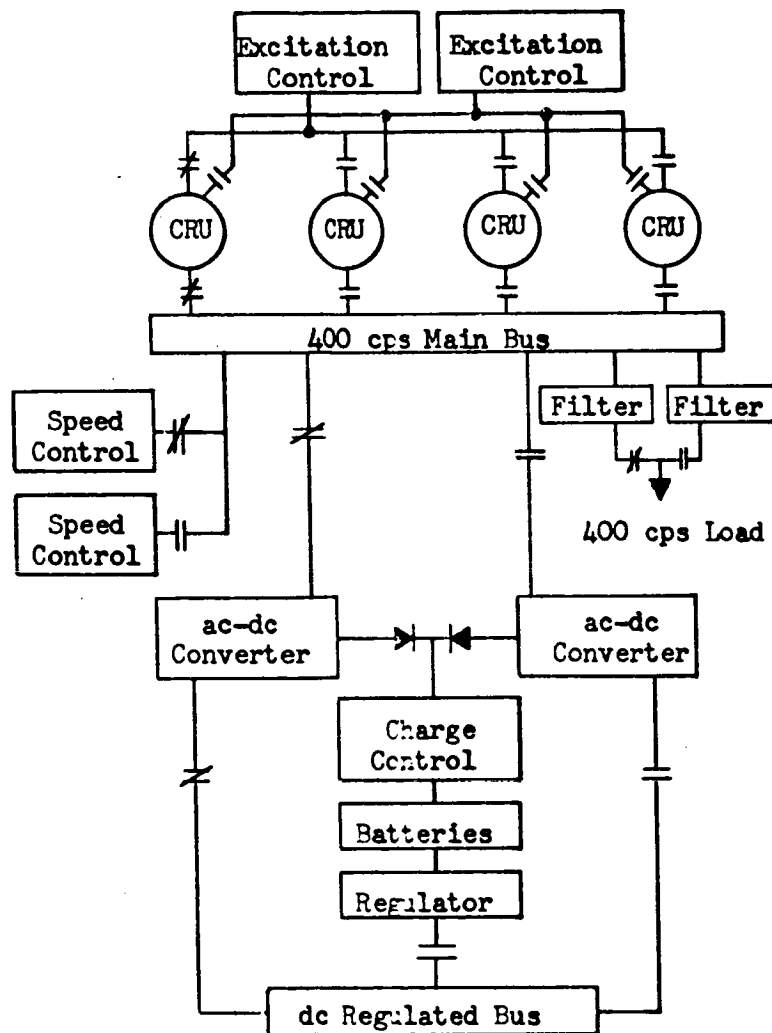 Excitation
Control
Excitation
Control
CRU
CRU
CRU
CRU
400 cps Main Bus
Speed
Control
Filter
Filter
Speed
Control
400 cps Load
ac-dc
Converter
ac-dc
Converter
Charge
Control
Batteries
Regulator
dc Regulated Bus